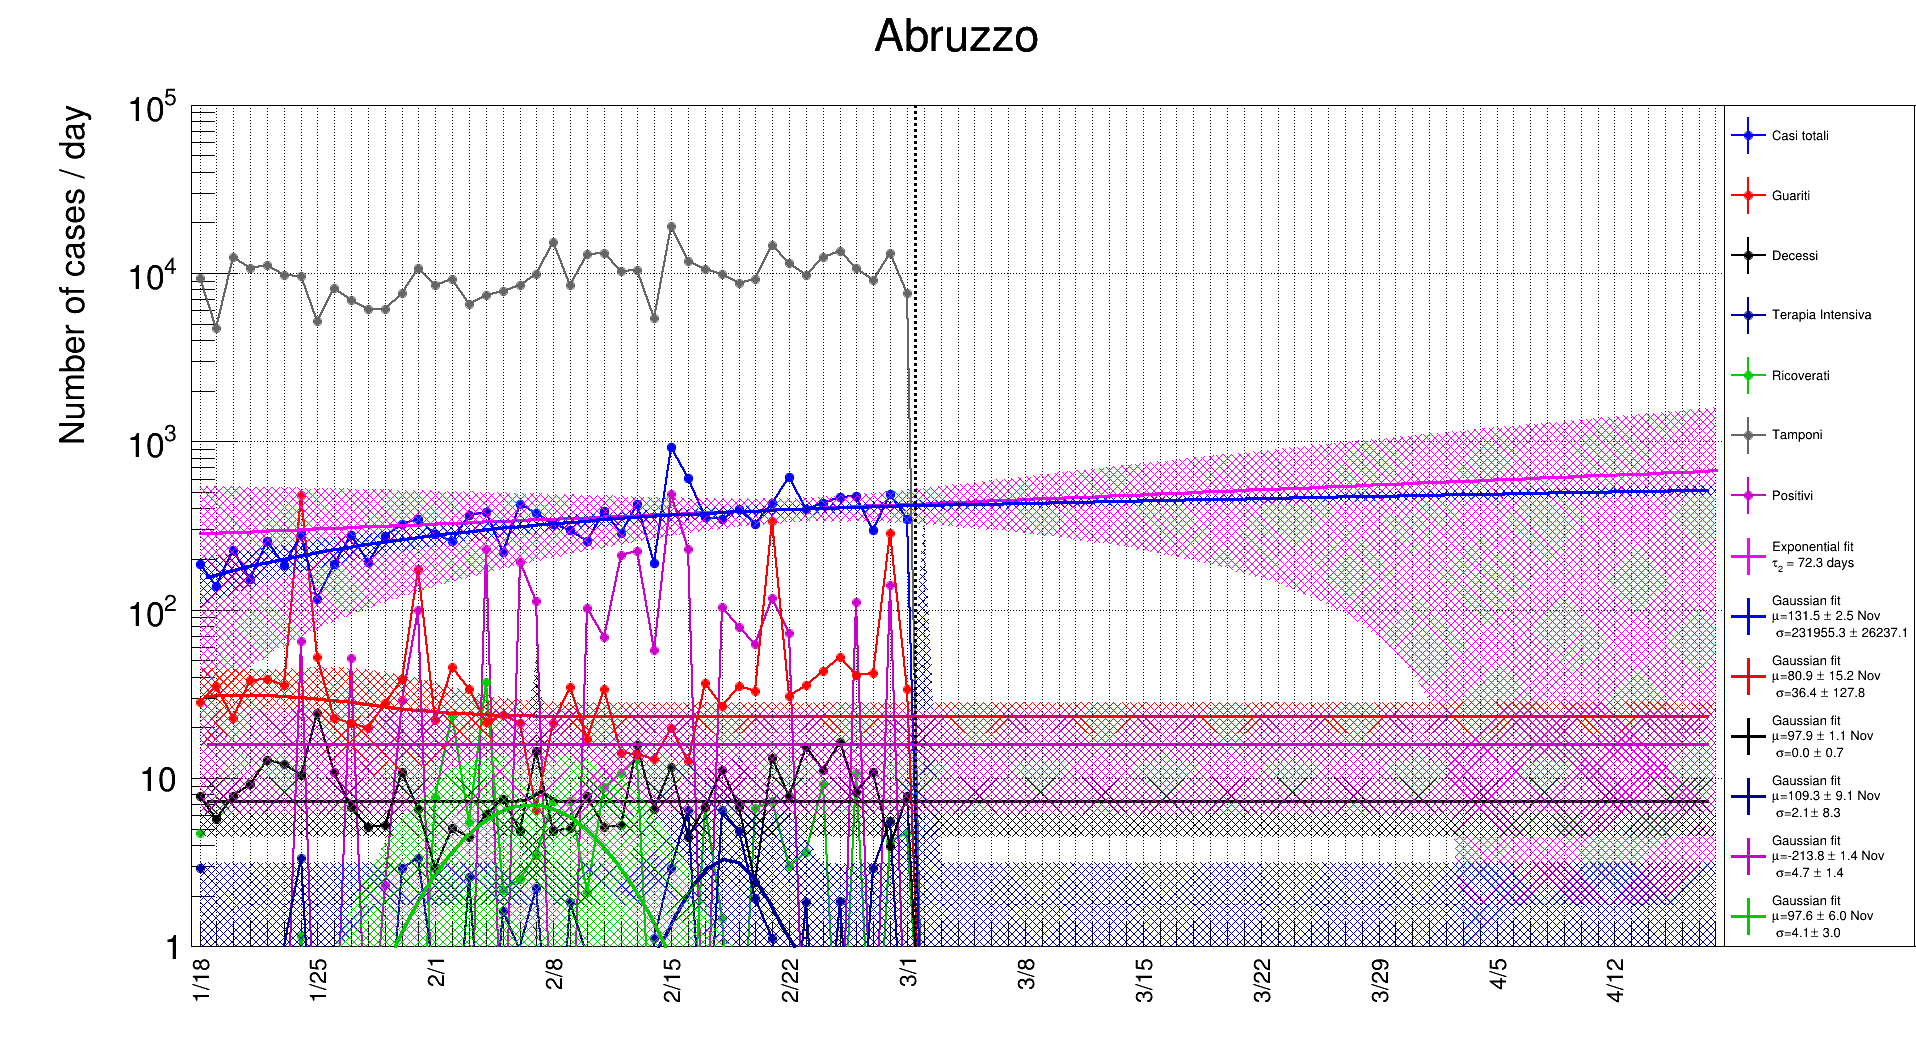 Abruzzo
Number of cases / day
10^5
10^4
10^3
10^2
10
1
1/18
1/25
2/1
2/8
2/15
2/22
3/1
3/8
3/15
3/22
3/29
4/5
4/12
Casi totali
Guariti
Decessi
Terapia Intensiva
Ricoverati
Tamponi
Positivi
Exponential fit
τ_2 = 72.3 days
Gaussian fit
μ=131.5 ± 2.5 Nov
σ=231955.3 ± 26237.1
Gaussian fit
μ=80.9 ± 15.2 Nov
σ=36.4 ± 127.8
Gaussian fit
μ=97.9 ± 1.1 Nov
σ=0.0 ± 0.7
Gaussian fit
μ=109.3 ± 9.1 Nov
σ=2.1 ± 8.3
Gaussian fit
μ=-213.8 ± 1.4 Nov
σ=4.7 ± 1.4
Gaussian fit
μ=97.6 ± 6.0 Nov
σ=4.1 ± 3.0